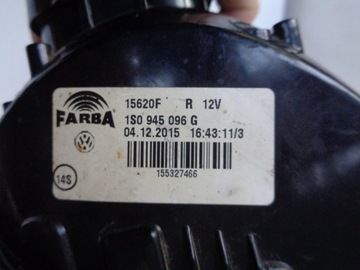 15620F R 12V
FARBA
1S0 945 096 G
04.12.2015 16:43:11/3
14S
155327466